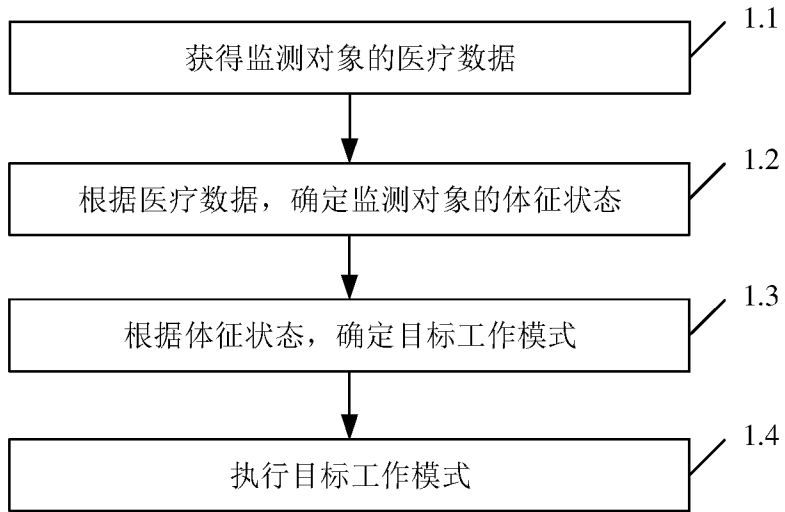 1.1
获得监测对象的医疗数据
1.2
根据医疗数据，确定监测对象的体征状态
1.3
根据体征状态，确定目标工作模式
1.4
执行目标工作模式